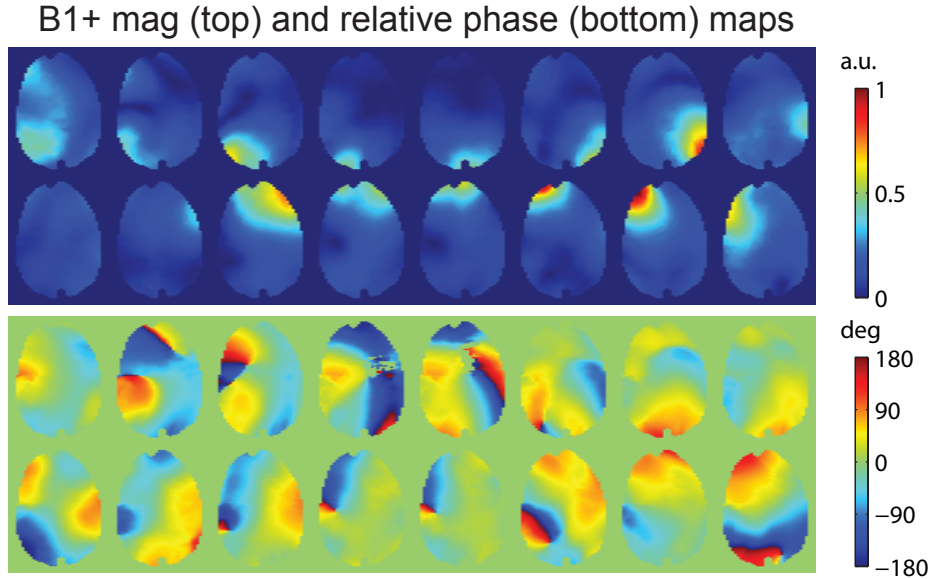 B1+ mag (top) and relative phase (bottom) maps
a.u.
1
0.5
0
deg
180
90
0
−90
−180